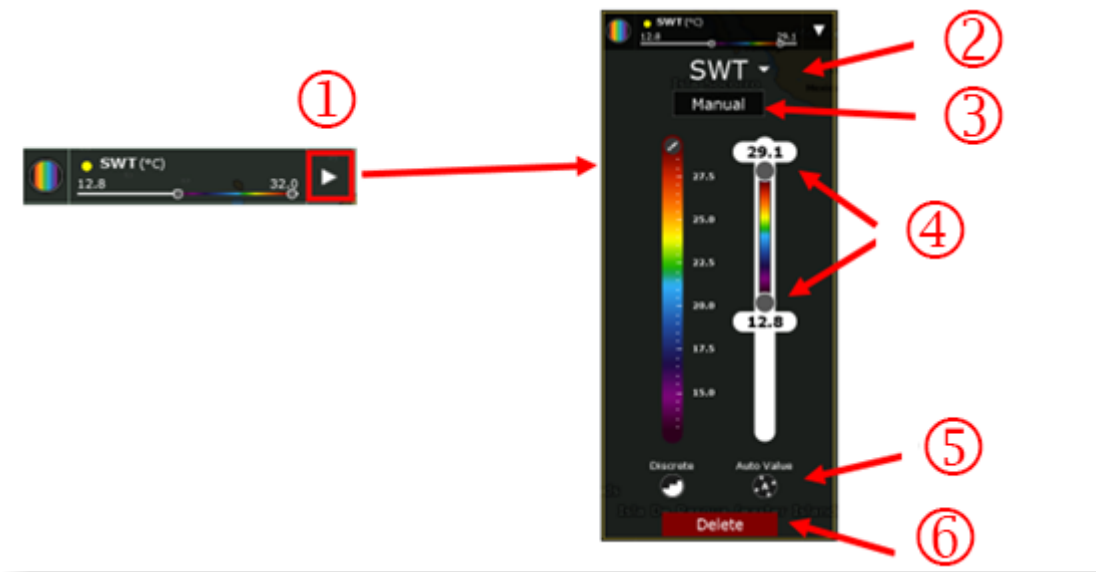 ①
SWT (°C)
12.8 32.0
SWT (°C)
12.8 29.1
②
SWT
Manual
③
29.1
27.5
25.0
④
22.5
20.0
12.8
17.5
15.0
Discrete Auto Value
⑤
A
Delete
⑥